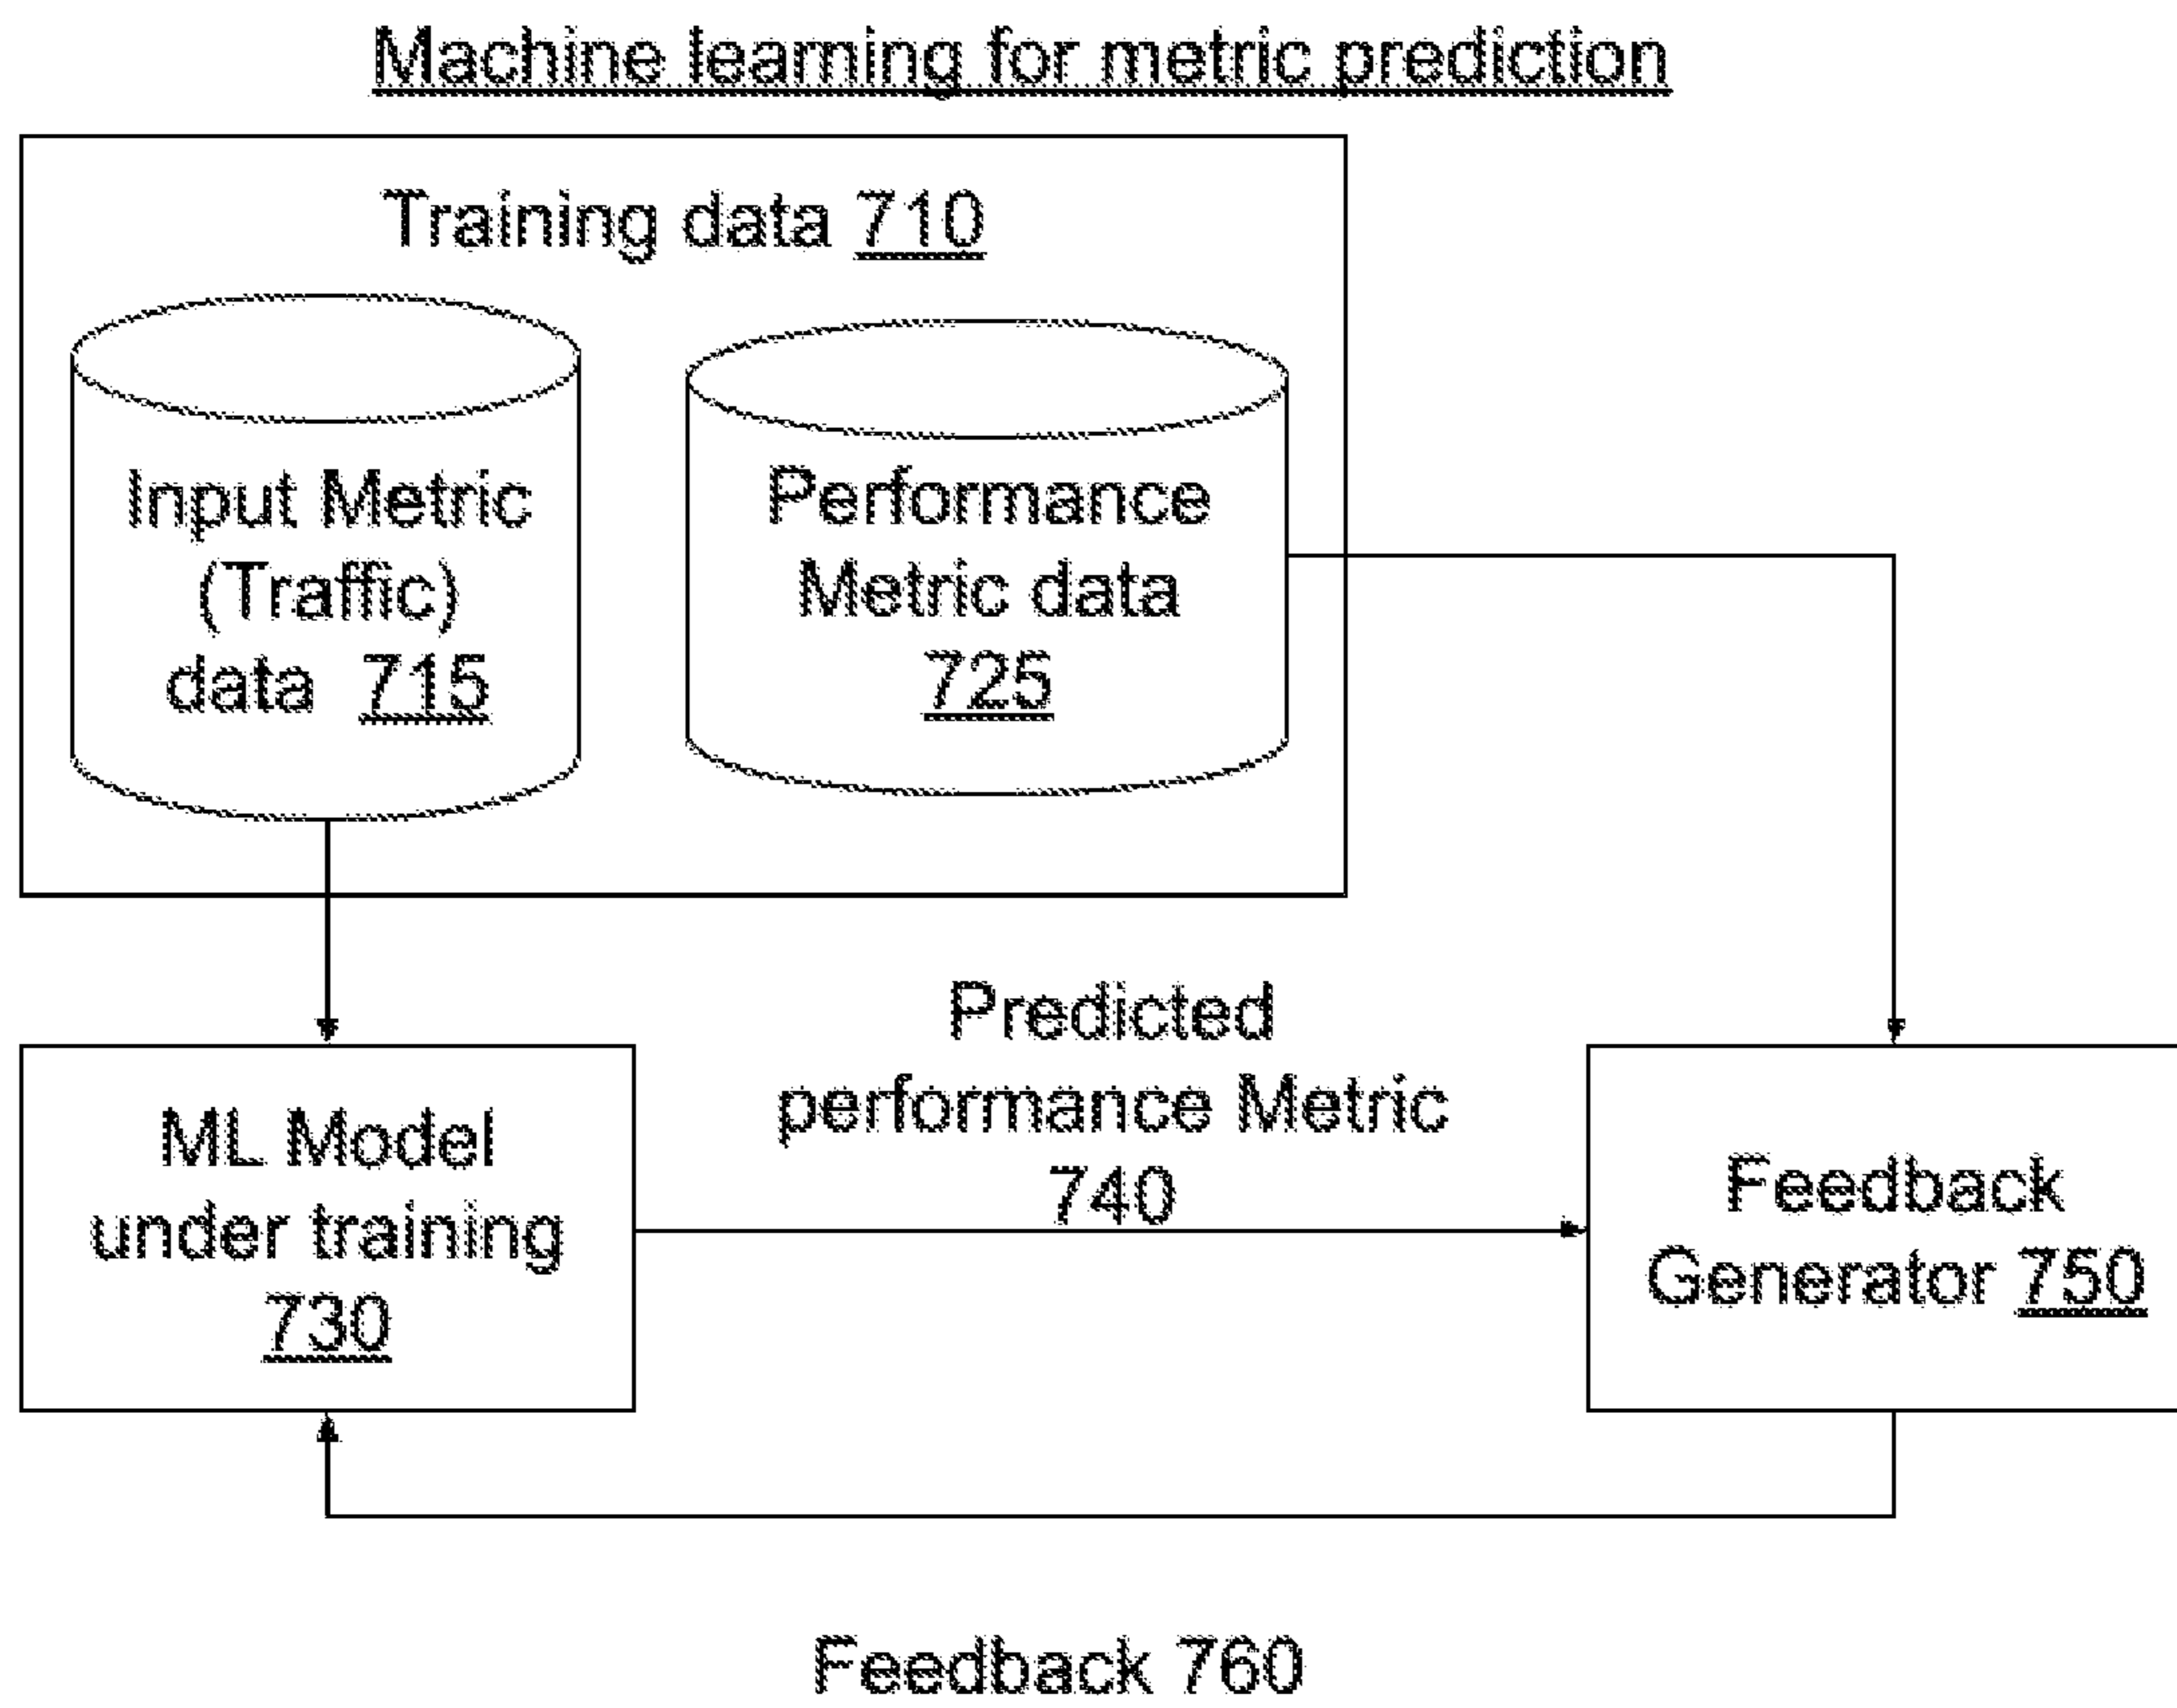 Machine learning for metric prediction
Training data 710
Input Metric
(Traffic)
data 715
Performance
Metric data
725
Predicted
performance Metric
740
ML Model
under training
730
Feedback
Generator 750
Feedback 760